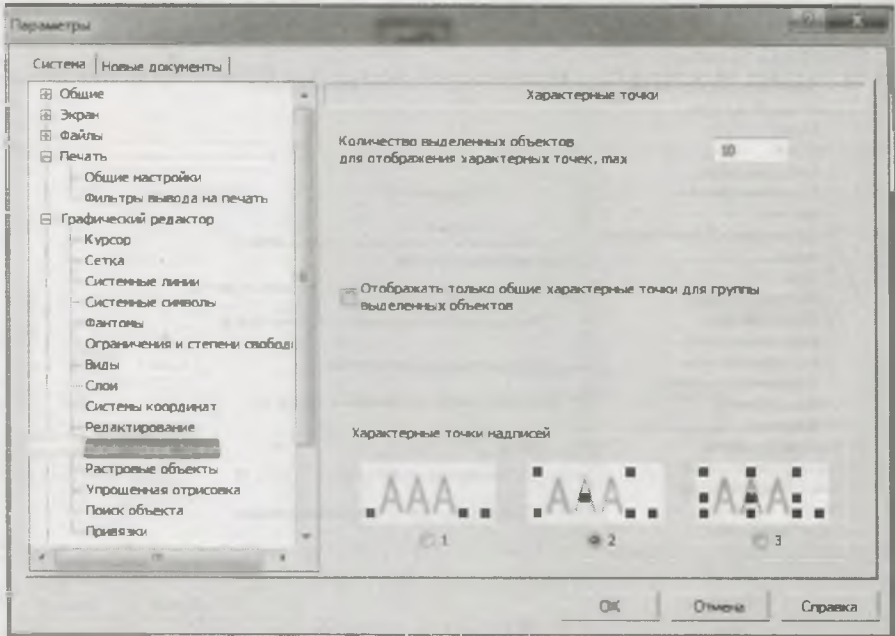 Параметры
Система
Новые документы
Общие
Экран
Файлы
Печать
Общие настройки
Фильтры вывода на печать
Графический редактор
Курсор
Сетка
Системные линии
Системные символы
Фантомы
Ограничения и степени свобод
Виды
Слои
Системы координат
Редактирование
Растровые объекты
Упрощенная отрисовка
Поиск объекта
Привязки
Характерные точки
Количество выделенных объектов
для отображения характерных точек, max
10
Отображать только общие характерные точки для группы
выделенных объектов
Характерные точки надписей
AAA
AAA
AAA
1
2
3
OK
Отмена
Справка